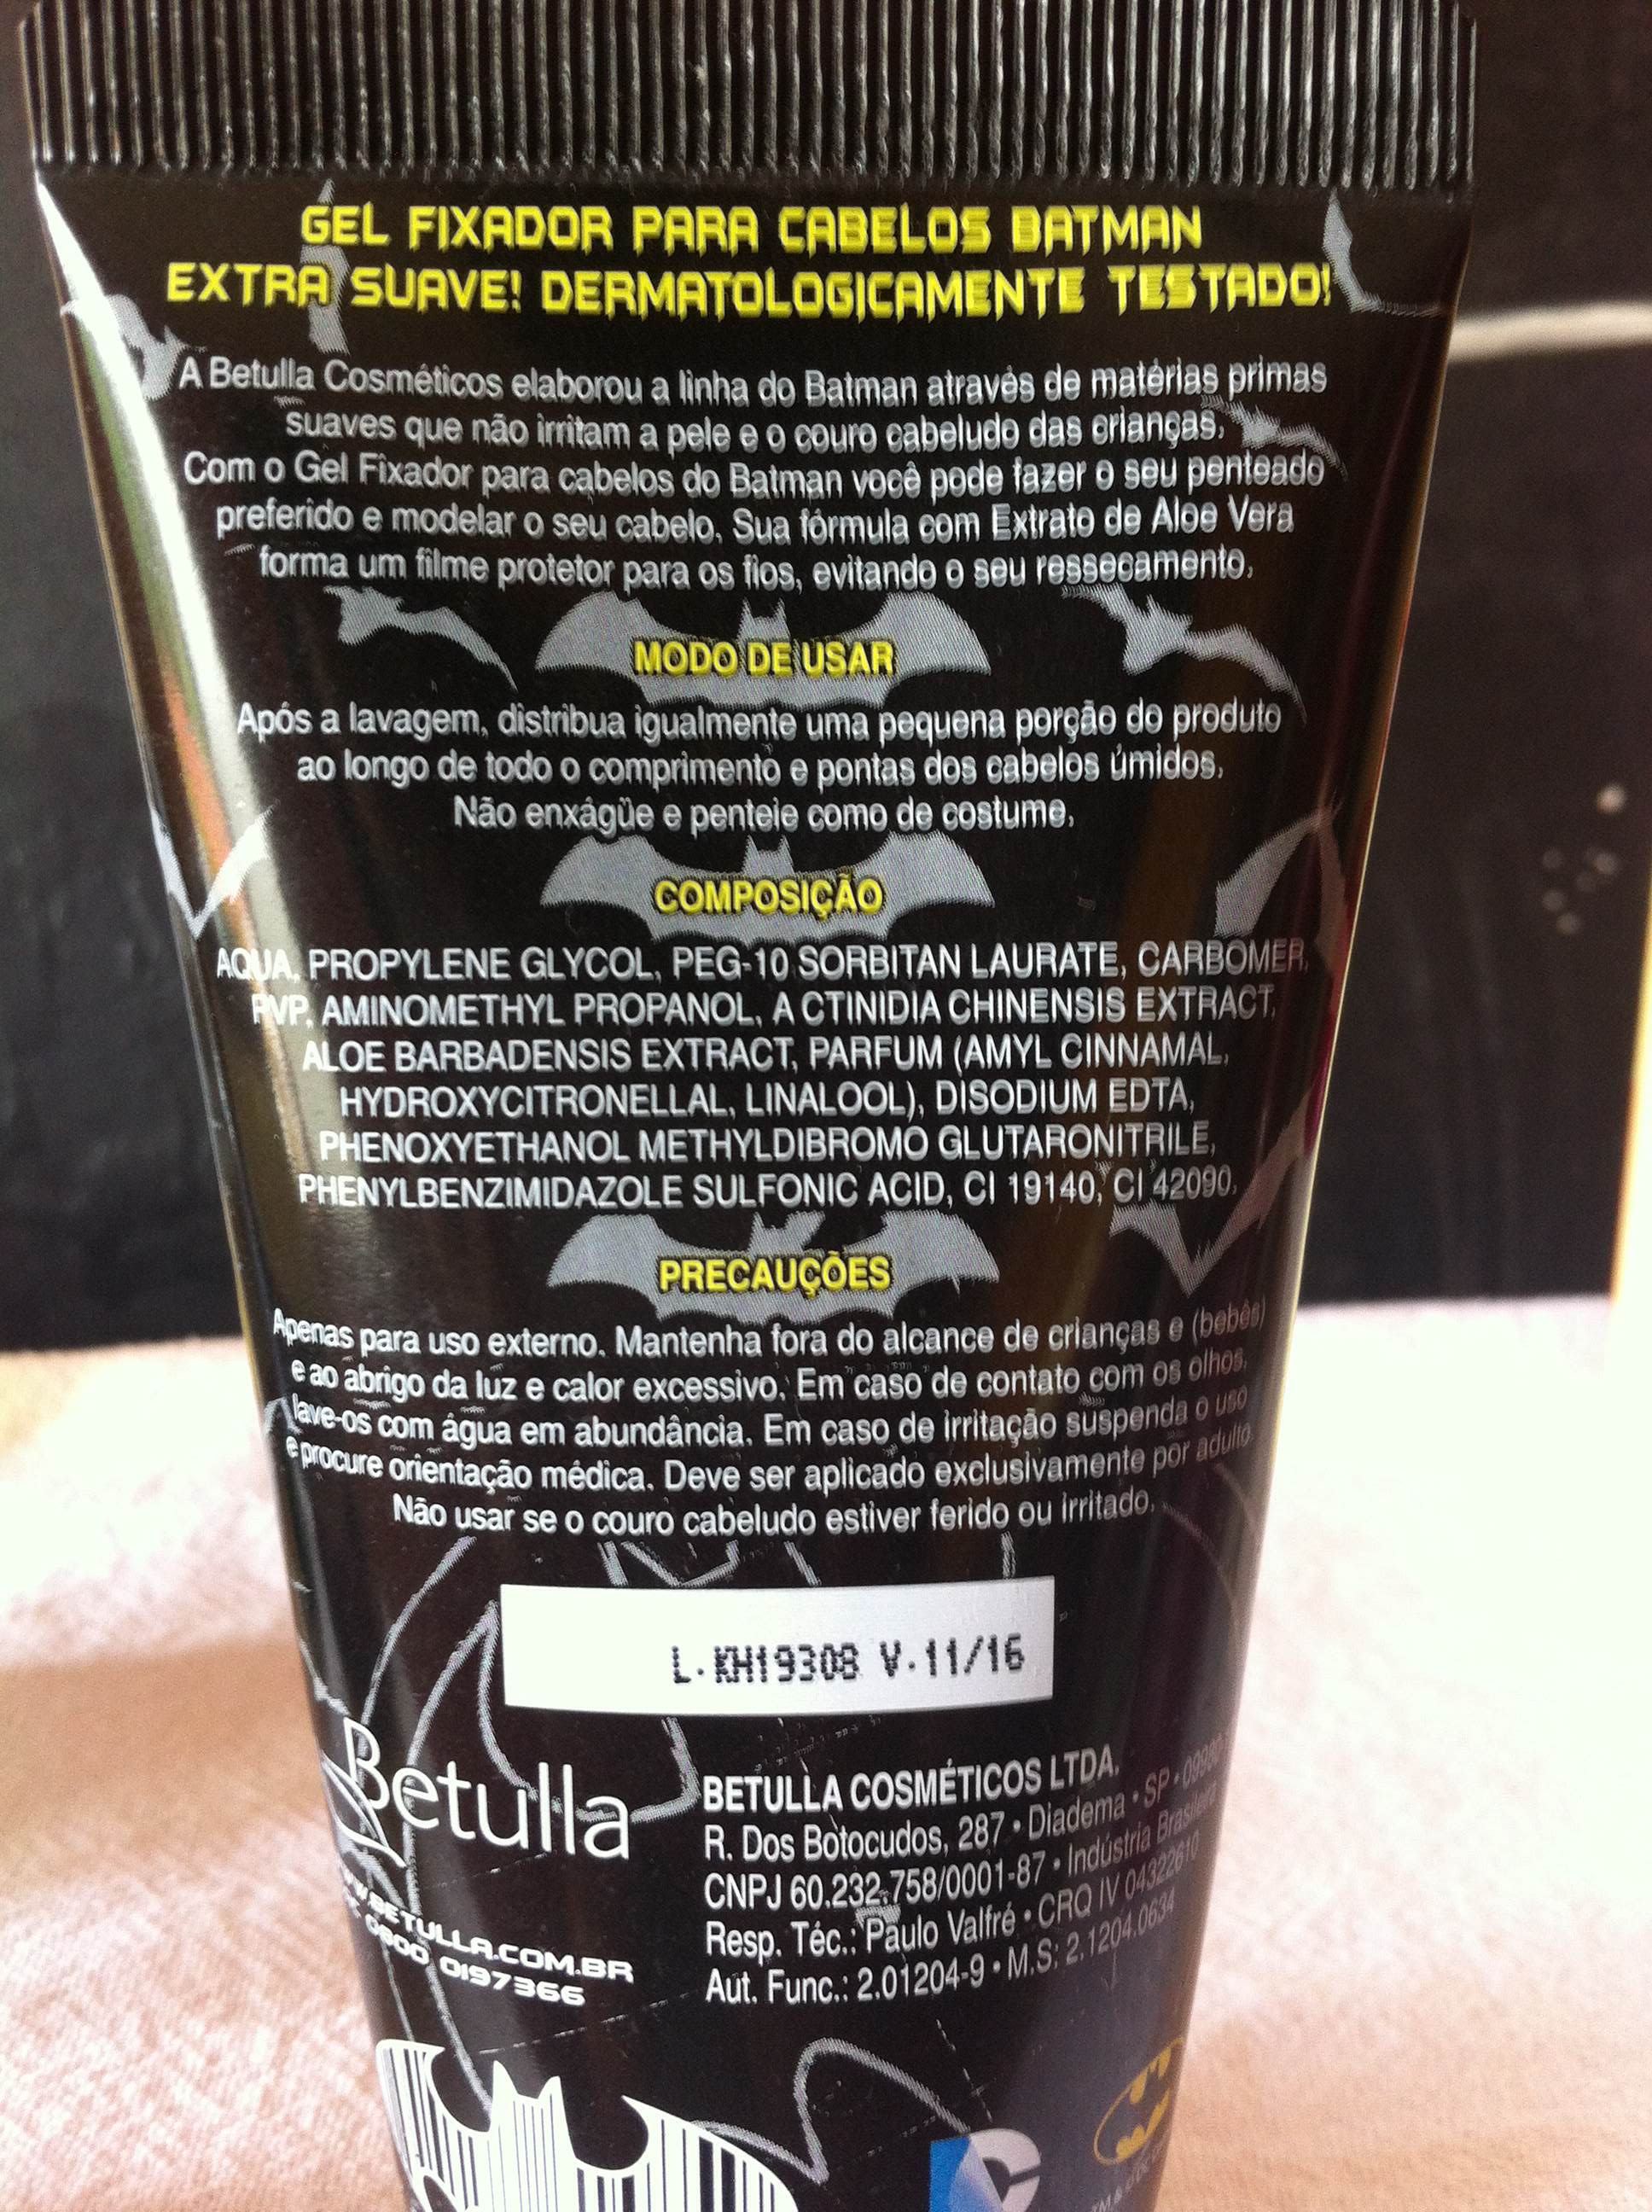 GEL FIXADOR PARA CABELOS BATMAN
EXTRA SUAVE! DERMATOLOGICAMENTE TESTADO!
A Betulla Cosméticos elaborou a linha do Batman através de matérias primas
suaves que não irritam a pele e o couro cabeludo das crianças.
Com o Gel Fixador para cabelos do Batman você pode fazer o seu penteado
preferido e modelar o seu cabelo. Sua fórmula com Extrato de Aloe Vera
forma um filme protetor para os fios, evitando o seu ressecamento.
MODO DE USAR
Após a lavagem, distribua igualmente uma pequena porção do produto
ao longo de todo o comprimento e pontas dos cabelos úmidos.
Não enxágüe e penteie como de costume.
COMPOSIÇÃO
AQUA, PROPYLENE GLYCOL, PEG-10 SORBITAN LAURATE, CARBOMER,
PVP, AMINOMETHYL PROPANOL, A CTINIDIA CHINENSIS EXTRACT,
ALOE BARBADENSIS EXTRACT, PARFUM (AMYL CINNAMAL,
HYDROXYCITRONELLAL, LINALOOL), DISODIUM EDTA,
PHENOXYETHANOL METHYLDIBROMO GLUTARONITRILE,
PHENYLBENZIMIDAZOLE SULFONIC ACID, CI 19140, CI 42090.
PRECAUÇÕES
Apenas para uso externo. Mantenha fora do alcance de crianças e (bebês)
e ao abrigo da luz e calor excessivo. Em caso de contato com os olhos,
lave-os com água em abundância. Em caso de irritação suspenda o uso
e procure orientação médica. Deve ser aplicado exclusivamente por adulto.
Não usar se o couro cabeludo estiver ferido ou irritado.
L.KH19308 V.11/16
Betulla
.BETULLA.COM.BR
0800 0197366
BETULLA COSMÉTICOS LTDA.
R. Dos Botocudos, 287 • Diadema • SP •
CNPJ 60.232.758/0001-87 • Indústria Brasileira
Resp. Téc.: Paulo Valfré • CRQ IV 04322610
Aut. Func.: 2.01204-9 • M.S: 2.1204.0634